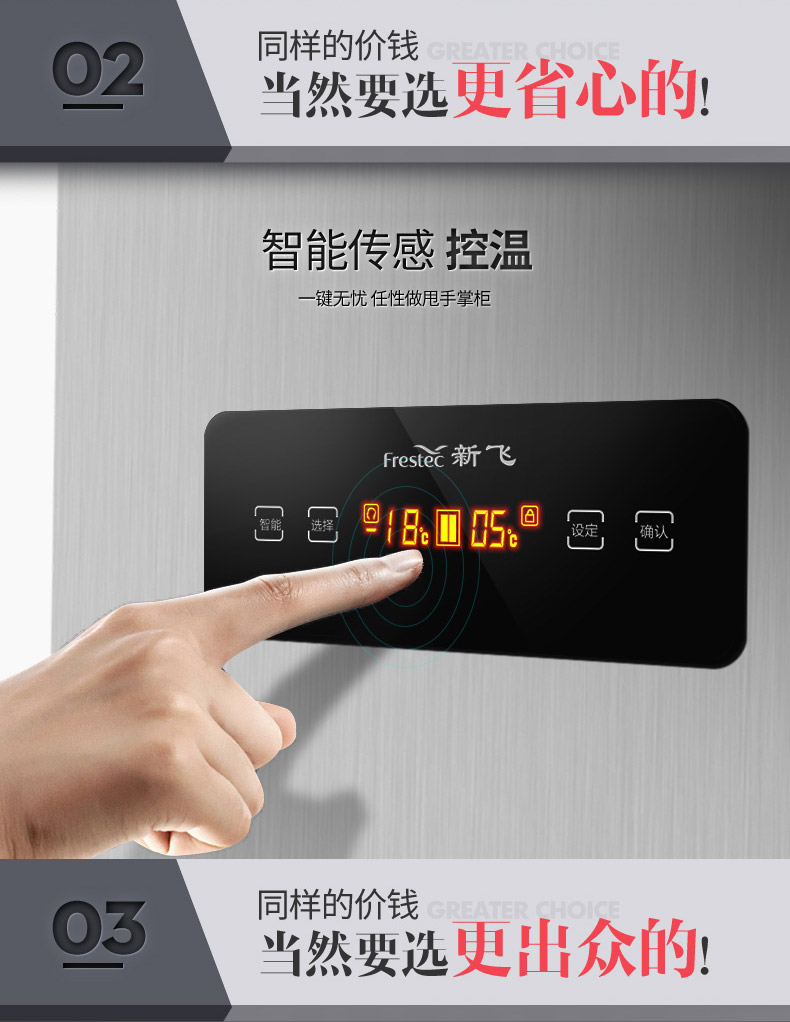 02
同样的价钱 GREATER CHOICE
当然要选更省心的!
智能传感 控温
一键无忧 任性做甩手掌柜
Frestec 新飞
智能 选择 18℃ 05℃ 设定 确认
03
同样的价钱 GREATER CHOICE
当然要选更出众的!